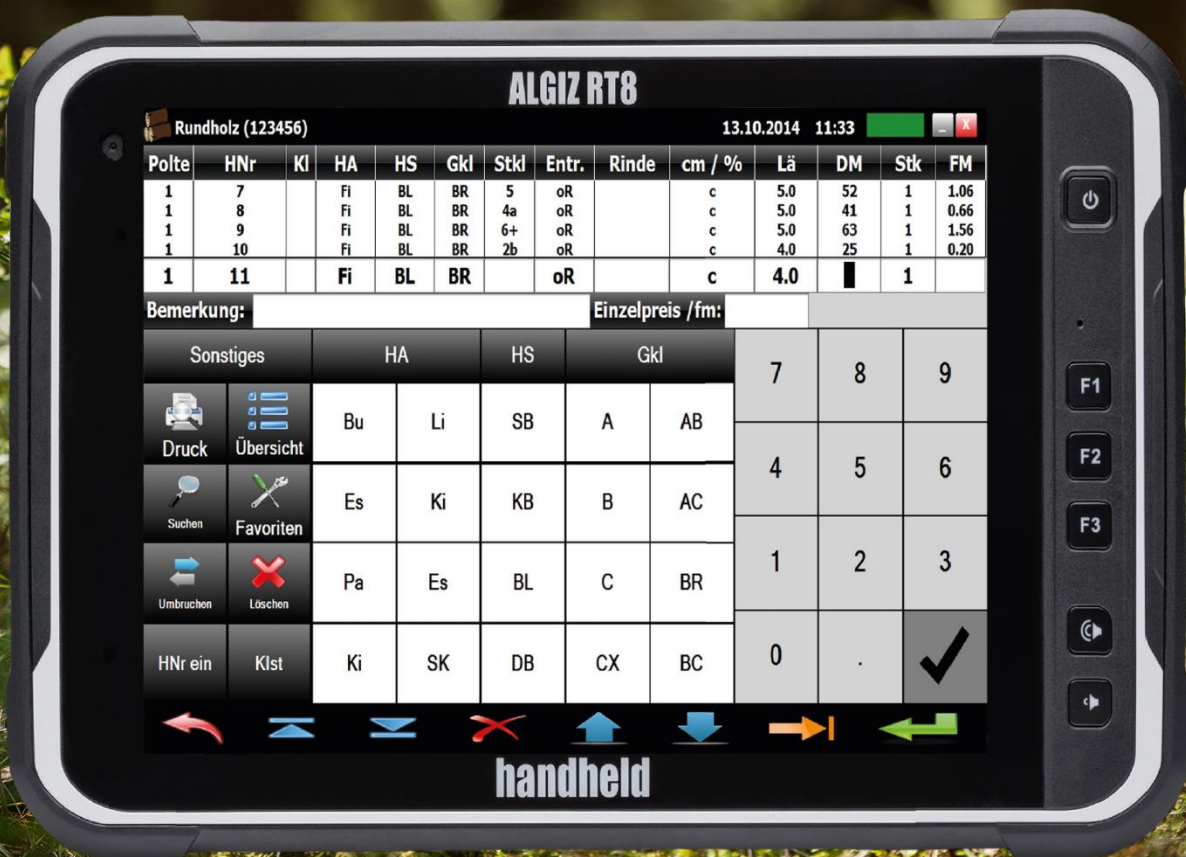 ALGIZ RT8
Rundholz (123456) 13.10.2014 11:33 _ X
Polte HNr Kl HA HS Gkl Stkl Entr. Rinde cm / % Lä DM Stk FM
1 7 Fi BL BR 5 oR c 5.0 52 1 1.06
1 8 Fi BL BR 4a oR c 5.0 41 1 0.66
1 9 Fi BL BR 6+ oR c 5.0 63 1 1.56
1 10 Fi BL BR 2b oR c 4.0 25 1 0.20
1 11 Fi BL BR oR c 4.0 1
Bemerkung: Einzelpreis /fm:
Sonstiges HA HS Gkl
7 8 9
Druck Übersicht Bu Li SB A AB
4 5 6
Suchen Favoriten Es Ki KB B AC
1 2 3
Umbruchen Löschen Pa Es BL C BR
0 .
HNr ein Klst Ki SK DB CX BC
F1
F2
F3
handheld